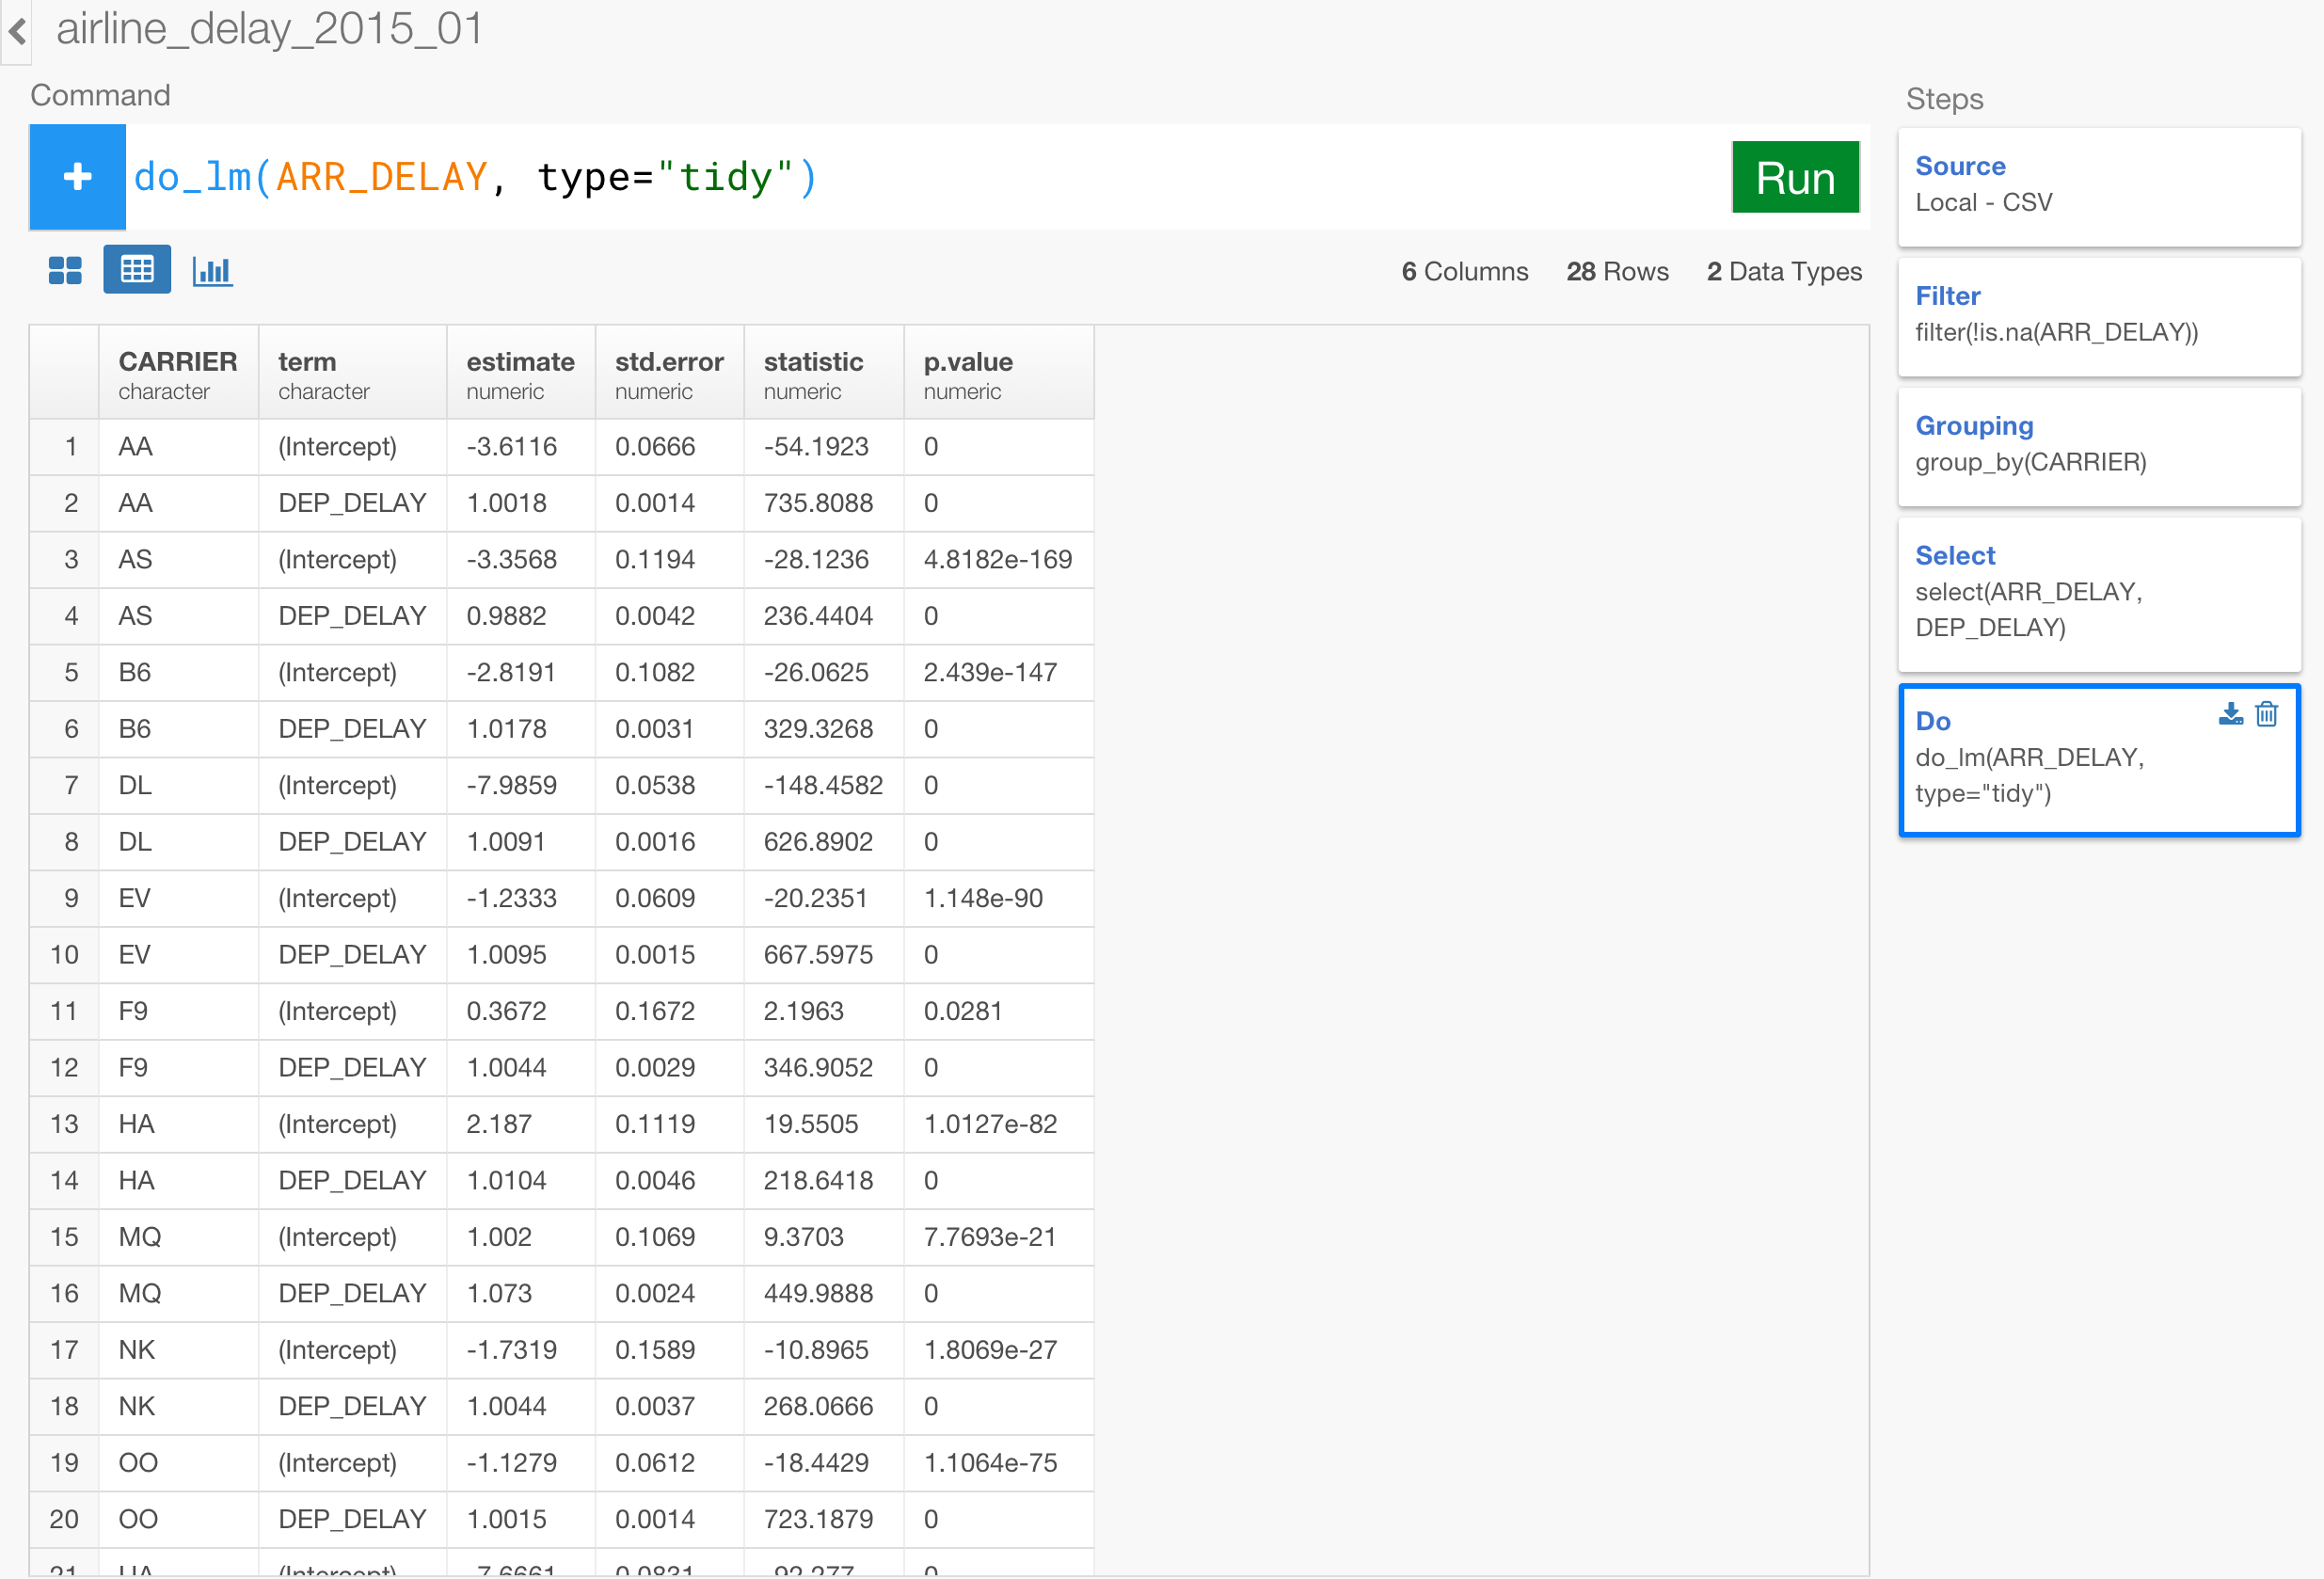 airline_delay_2015_01
Command
do_lm(ARR_DELAY, type="tidy")
Run
6 Columns 28 Rows 2 Data Types
CARRIER term estimate std.error statistic p.value
character character numeric numeric numeric numeric
1 AA (Intercept) -3.6116 0.0666 -54.1923 0
2 AA DEP_DELAY 1.0018 0.0014 735.8088 0
3 AS (Intercept) -3.3568 0.1194 -28.1236 4.8182e-169
4 AS DEP_DELAY 0.9882 0.0042 236.4404 0
5 B6 (Intercept) -2.8191 0.1082 -26.0625 2.439e-147
6 B6 DEP_DELAY 1.0178 0.0031 329.3268 0
7 DL (Intercept) -7.9859 0.0538 -148.4582 0
8 DL DEP_DELAY 1.0091 0.0016 626.8902 0
9 EV (Intercept) -1.2333 0.0609 -20.2351 1.148e-90
10 EV DEP_DELAY 1.0095 0.0015 667.5975 0
11 F9 (Intercept) 0.3672 0.1672 2.1963 0.0281
12 F9 DEP_DELAY 1.0044 0.0029 346.9052 0
13 HA (Intercept) 2.187 0.1119 19.5505 1.0127e-82
14 HA DEP_DELAY 1.0104 0.0046 218.6418 0
15 MQ (Intercept) 1.002 0.1069 9.3703 7.7693e-21
16 MQ DEP_DELAY 1.073 0.0024 449.9888 0
17 NK (Intercept) -1.7319 0.1589 -10.8965 1.8069e-27
18 NK DEP_DELAY 1.0044 0.0037 268.0666 0
19 OO (Intercept) -1.1279 0.0612 -18.4429 1.1064e-75
20 OO DEP_DELAY 1.0015 0.0014 723.1879 0
21 (Intercept)
Steps
Source
Local - CSV
Filter
filter(!is.na(ARR_DELAY))
Grouping
group_by(CARRIER)
Select
select(ARR_DELAY,
DEP_DELAY)
Do
do_lm(ARR_DELAY,
type="tidy")